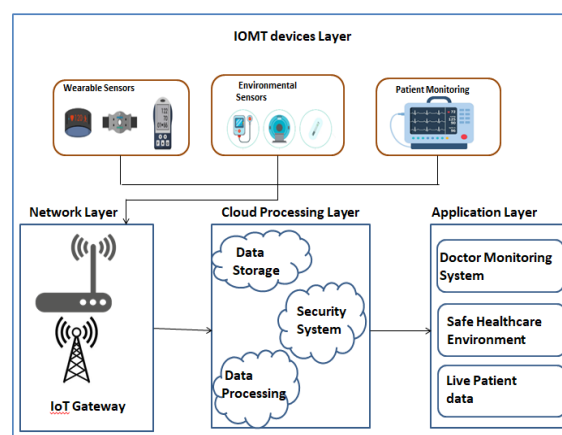 IOMT devices Layer
Wearable Sensors
Environmental
Sensors
Patient Monitoring
Network Layer
IoT Gateway
Cloud Processing Layer
Data
Storage
Security
System
Data
Processing
Application Layer
Doctor Monitoring
System
Safe Healthcare
Environment
Live Patient
data